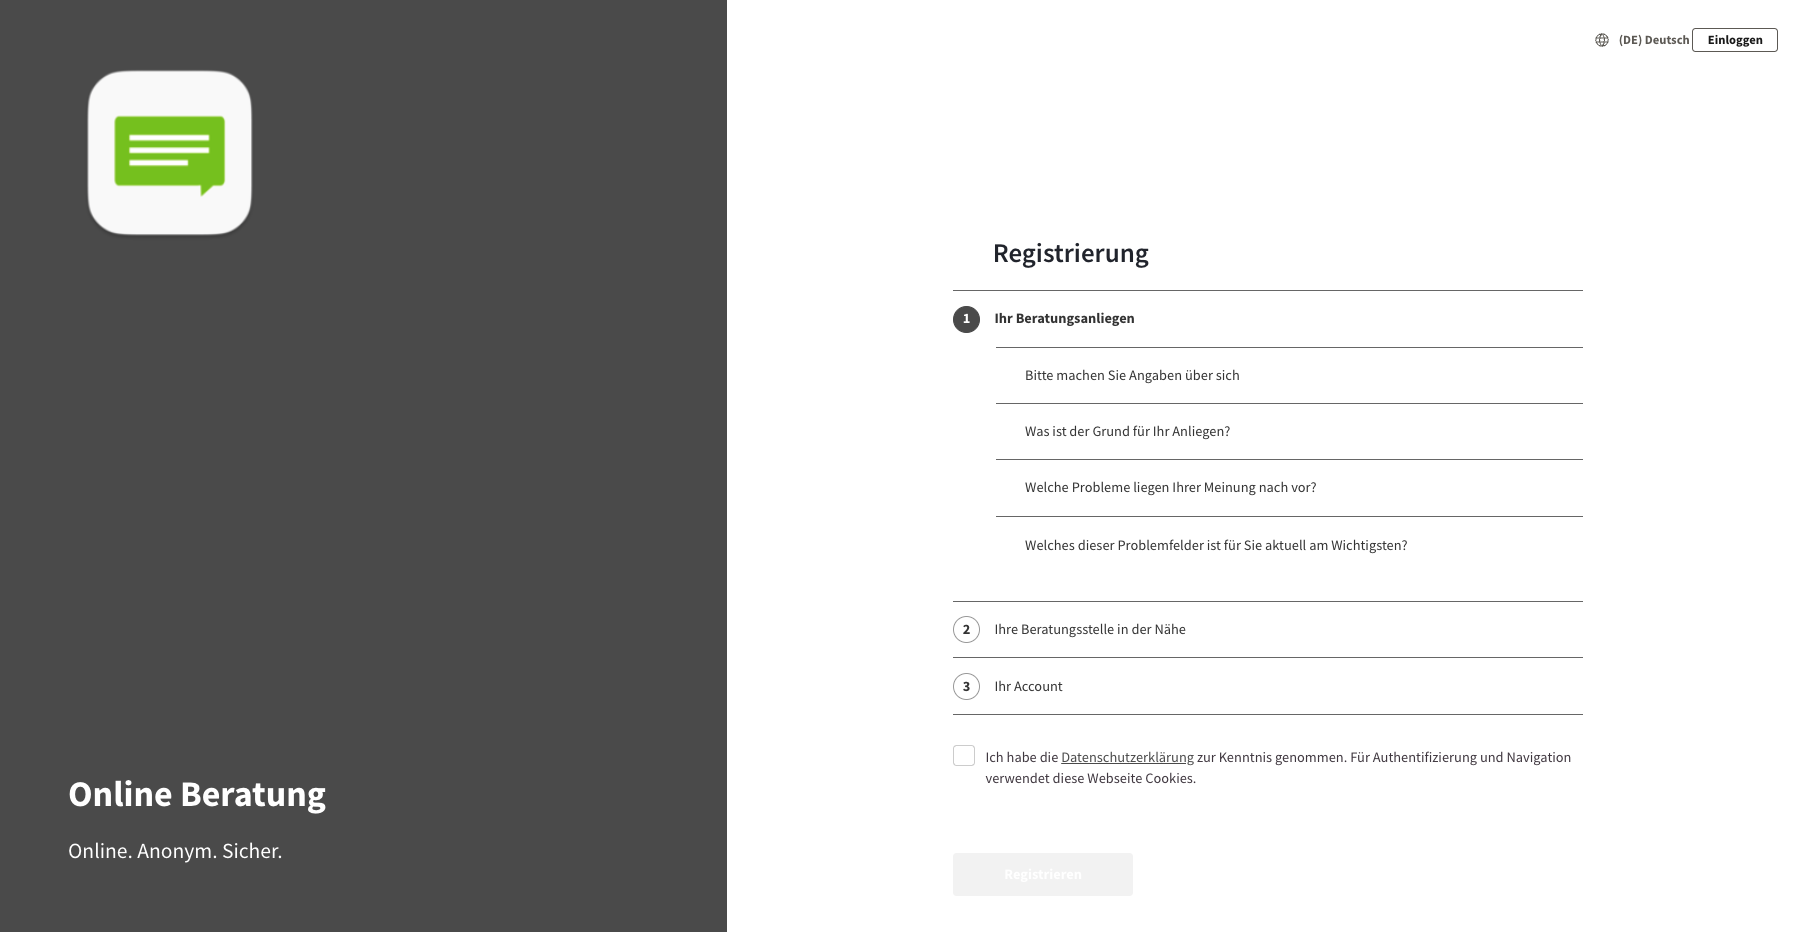 (DE) Deutsch Einloggen
Registrierung
1 Ihr Beratungsanliegen
Bitte machen Sie Angaben über sich
Was ist der Grund für Ihr Anliegen?
Welche Probleme liegen Ihrer Meinung nach vor?
Welches dieser Problemfelder ist für Sie aktuell am Wichtigsten?
2 Ihre Beratungsstelle in der Nähe
3 Ihr Account
Ich habe die Datenschutzerklärung zur Kenntnis genommen. Für Authentifizierung und Navigation
verwendet diese Webseite Cookies.
Registrieren
Online Beratung
Online. Anonym. Sicher.